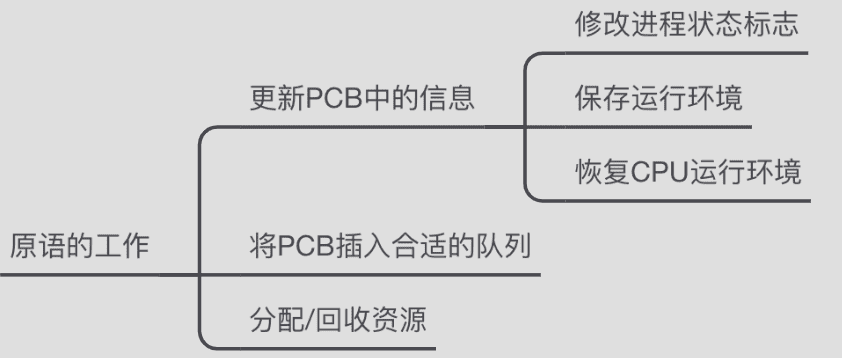 修改进程状态标志
更新PCB中的信息
保存运行环境
恢复CPU运行环境
原语的工作
将PCB插入合适的队列
分配/回收资源